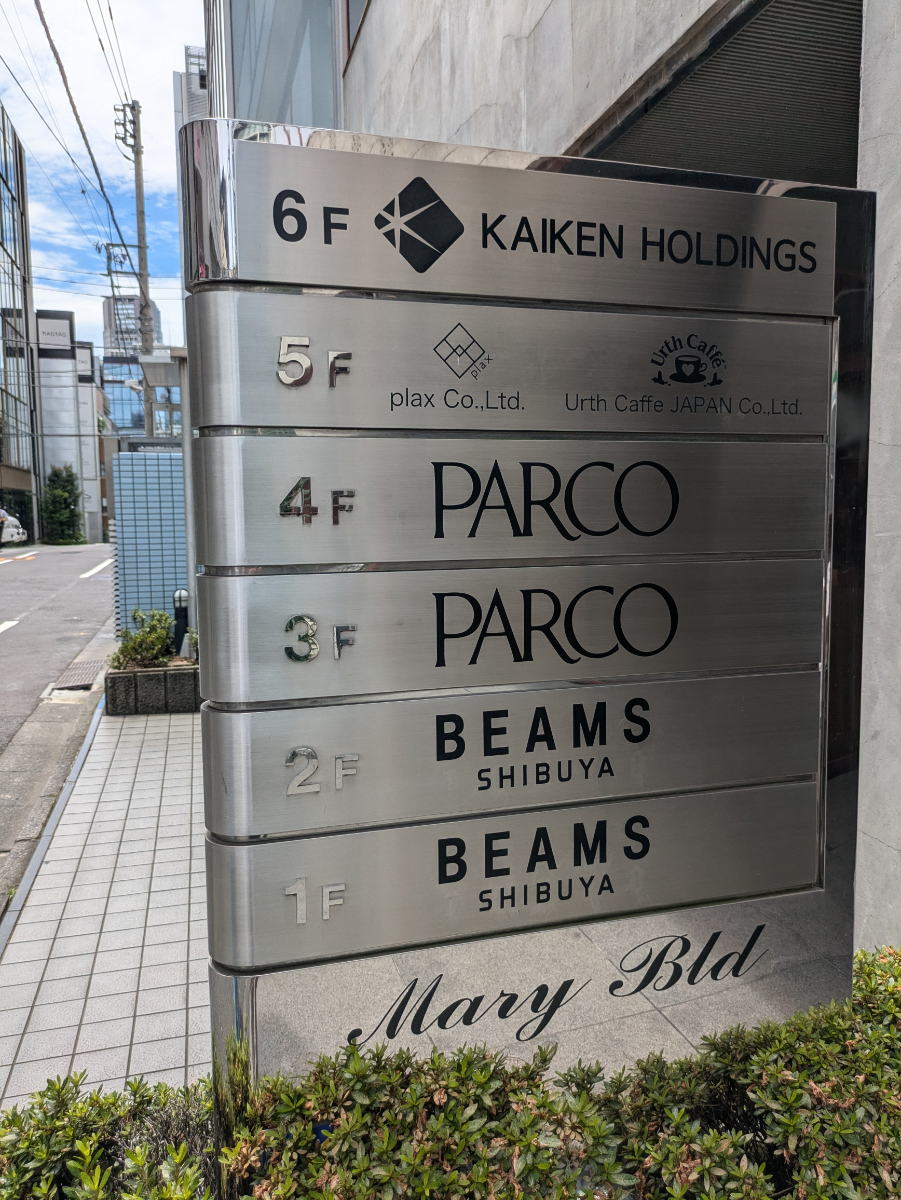 6F KAIKEN HOLDINGS
5F
plax
Urth Caffé
plax Co.,Ltd.
Urth Caffe JAPAN Co.,Ltd.
4F PARCO
3F PARCO
2F BEAMS
SHIBUYA
1F BEAMS
SHIBUYA
Mary Bld
RAGTAG